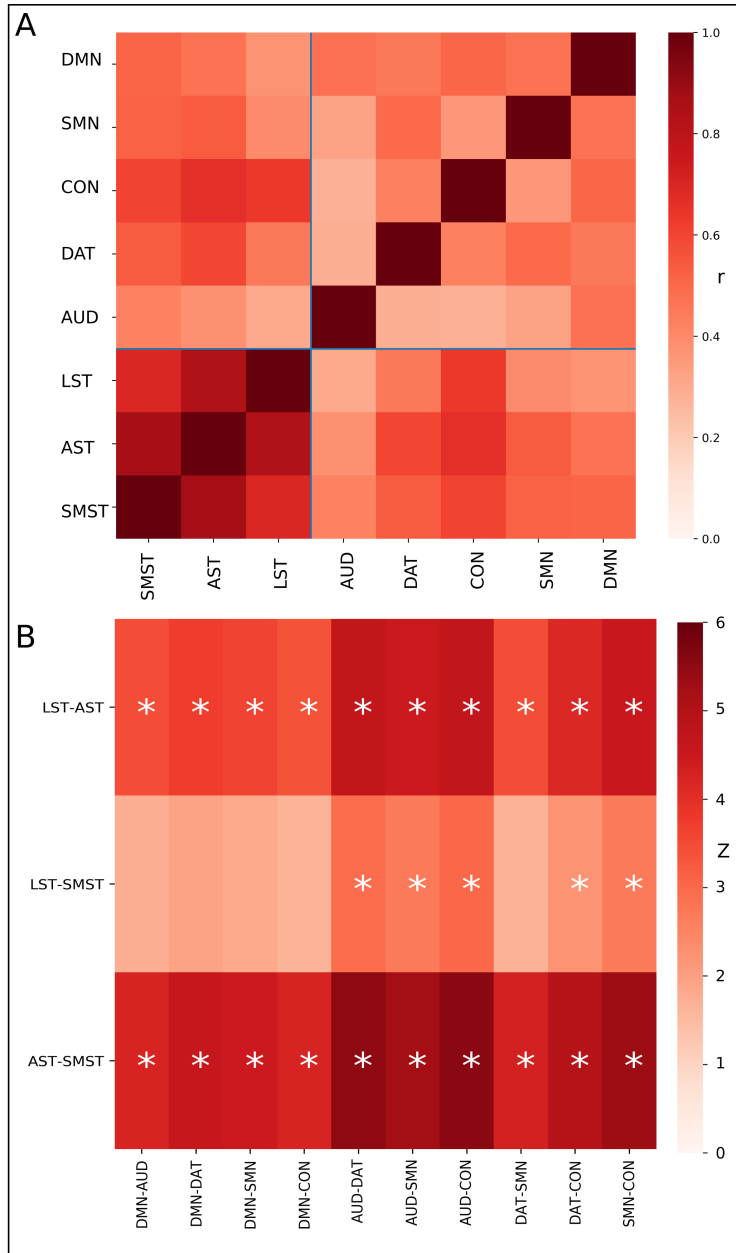 A
DMN
SMN
CON
DAT
AUD
LST
AST
SMST
SMST AST LST AUD DAT CON SMN DMN
1.0
0.8
0.6
r
0.4
0.2
0.0
B
LST-AST
* * * * * * * * * *
LST-SMST
* * * * *
AST-SMST
* * * * * * * * * *
DMN-AUD DMN-DAT DMN-SMN DMN-CON AUD-DAT AUD-SMN AUD-CON DAT-SMN DAT-CON SMN-CON
6
5
4
Z
3
2
1
0